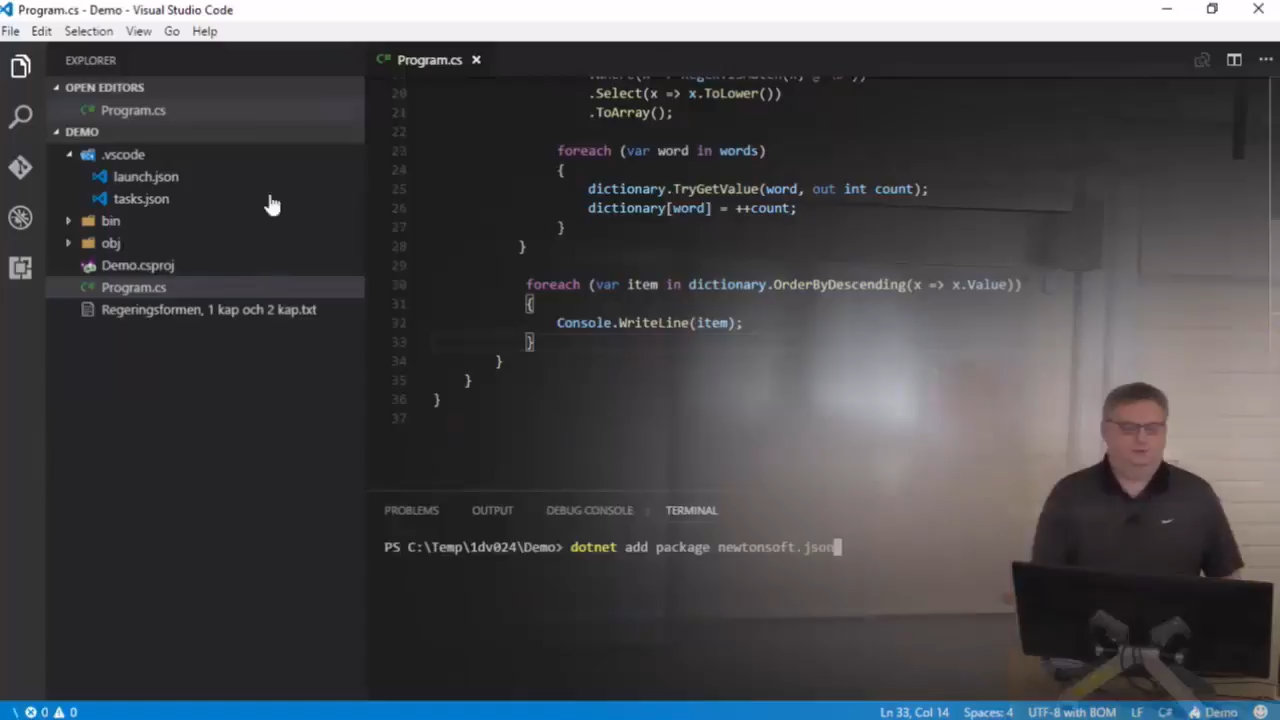 Program.cs - Demo - Visual Studio Code
File Edit Selection View Go Help
EXPLORER
OPEN EDITORS
C# Program.cs
DEMO
.vscode
launch.json
tasks.json
bin
obj
Demo.csproj
C# Program.cs
Regeringsformen, 1 kap och 2 kap.txt
C# Program.cs
20 .Select(x => x.ToLower())
21 .ToArray();
22
23 foreach (var word in words)
24 {
25 dictionary.TryGetValue(word, out int count);
26 dictionary[word] = ++count;
27 }
28 }
29
30 foreach (var item in dictionary.OrderByDescending(x => x.Value))
31 {
32 Console.WriteLine(item);
33 }
34 }
35 }
36 }
37
PROBLEMS OUTPUT DEBUG CONSOLE TERMINAL
PS C:\Temp\1dv024\Demo> dotnet add package newtonsoft.json
0 0 Ln 33, Col 14 Spaces: 4 UTF-8 with BOM LF C# Demo